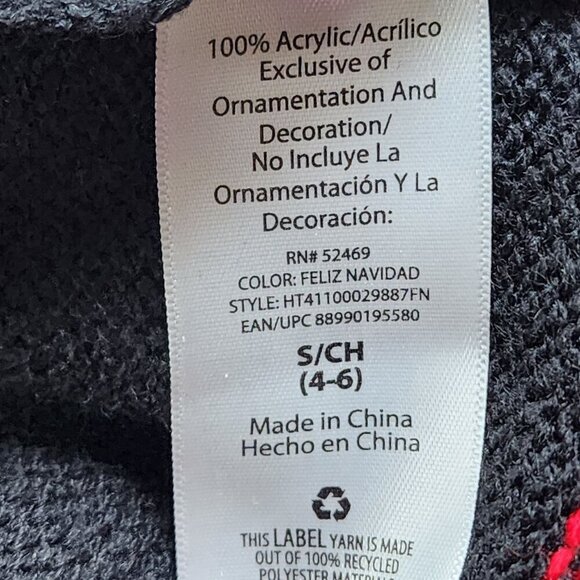 100% Acrylic/Acrílico
Exclusive of
Ornamentation And
Decoration/
No Incluye La
Ornamentación Y La
Decoración:
RN# 52469
COLOR: FELIZ NAVIDAD
STYLE: HT41100029887FN
EAN/UPC 88990195580
S/CH
(4-6)
Made in China
Hecho en China
THIS LABEL YARN IS MADE
OUT OF 100% RECYCLED
POLYESTER MATERIAL